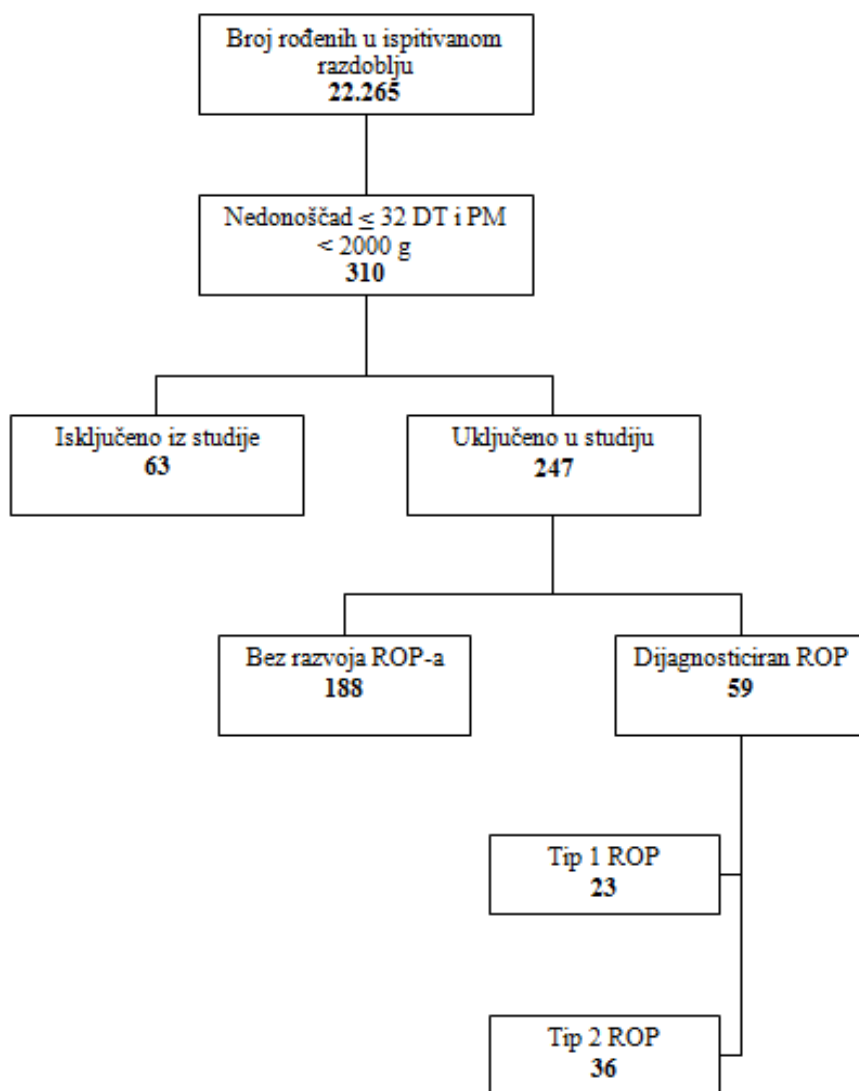 Broj rođenih u ispitivanom
razdoblju
22.265
Nedonoščad ≤ 32 DT i PM
< 2000 g
310
Isključeno iz studije
63
Uključeno u studiju
247
Bez razvoja ROP-a
188
Dijagnosticiran ROP
59
Tip 1 ROP
23
Tip 2 ROP
36